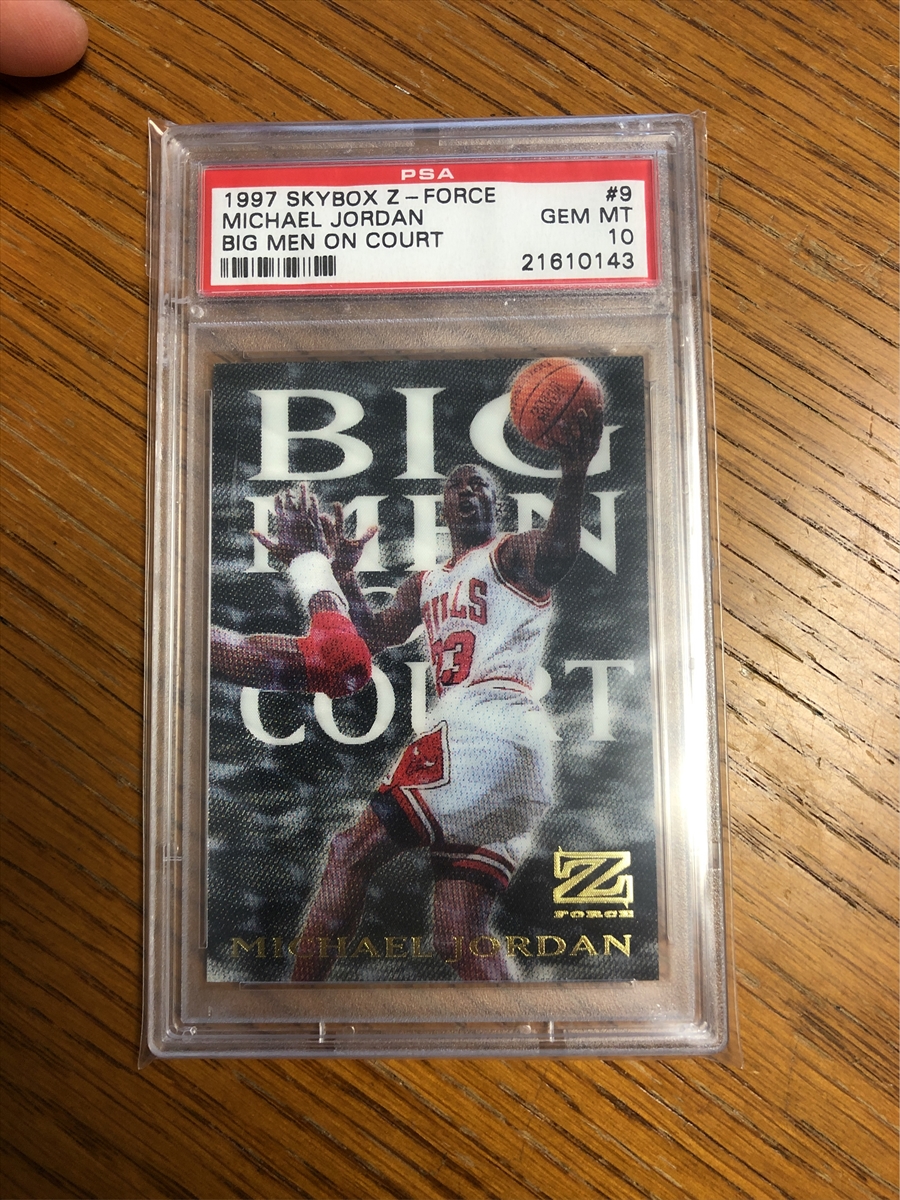 PSA
1997 SKYBOX Z-FORCE #9
MICHAEL JORDAN GEM MT
BIG MEN ON COURT 10
21610143
BIG
MEN
COURT
BULLS
23
Z
FORCE
MICHAEL JORDAN